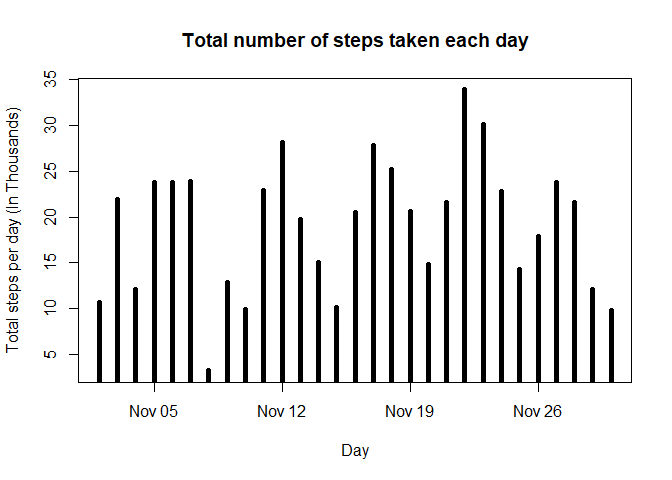 Total number of steps taken each day
Total steps per day (In Thousands)
35
30
25
20
15
10
5
Nov 05
Nov 12
Nov 19
Nov 26
Day